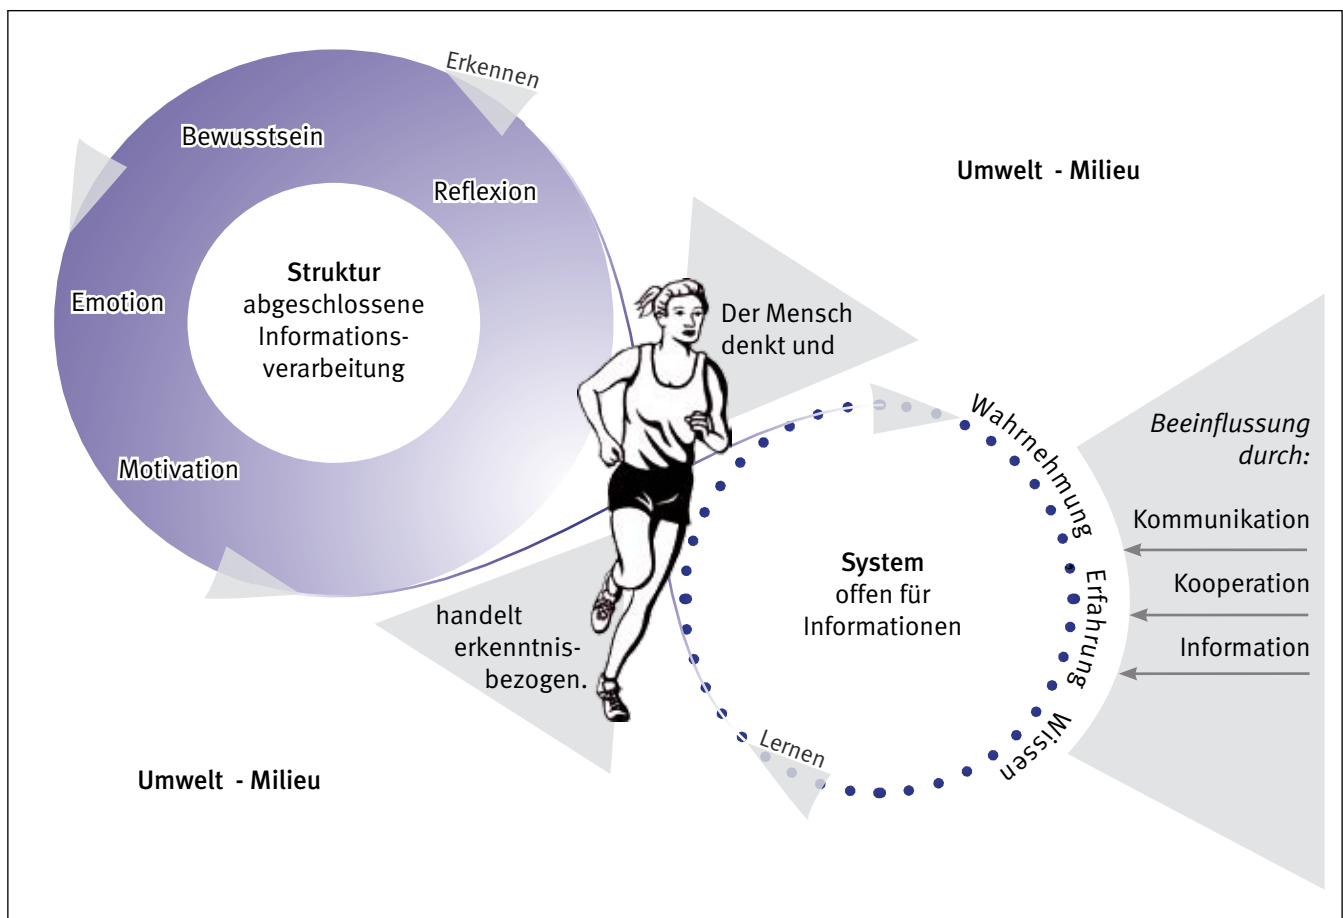 Erkennen
Bewusstsein
Reflexion
Emotion
Motivation
Struktur
abgeschlossene
Informations-
verarbeitung
Umwelt - Milieu
Der Mensch
denkt und
handelt
erkenntnis-
bezogen.
System
offen für
Informationen
Wahrnehmung
Erfahrung
Wissen
Lernen
Beeinflussung
durch:
Kommunikation
Kooperation
Information
Umwelt - Milieu